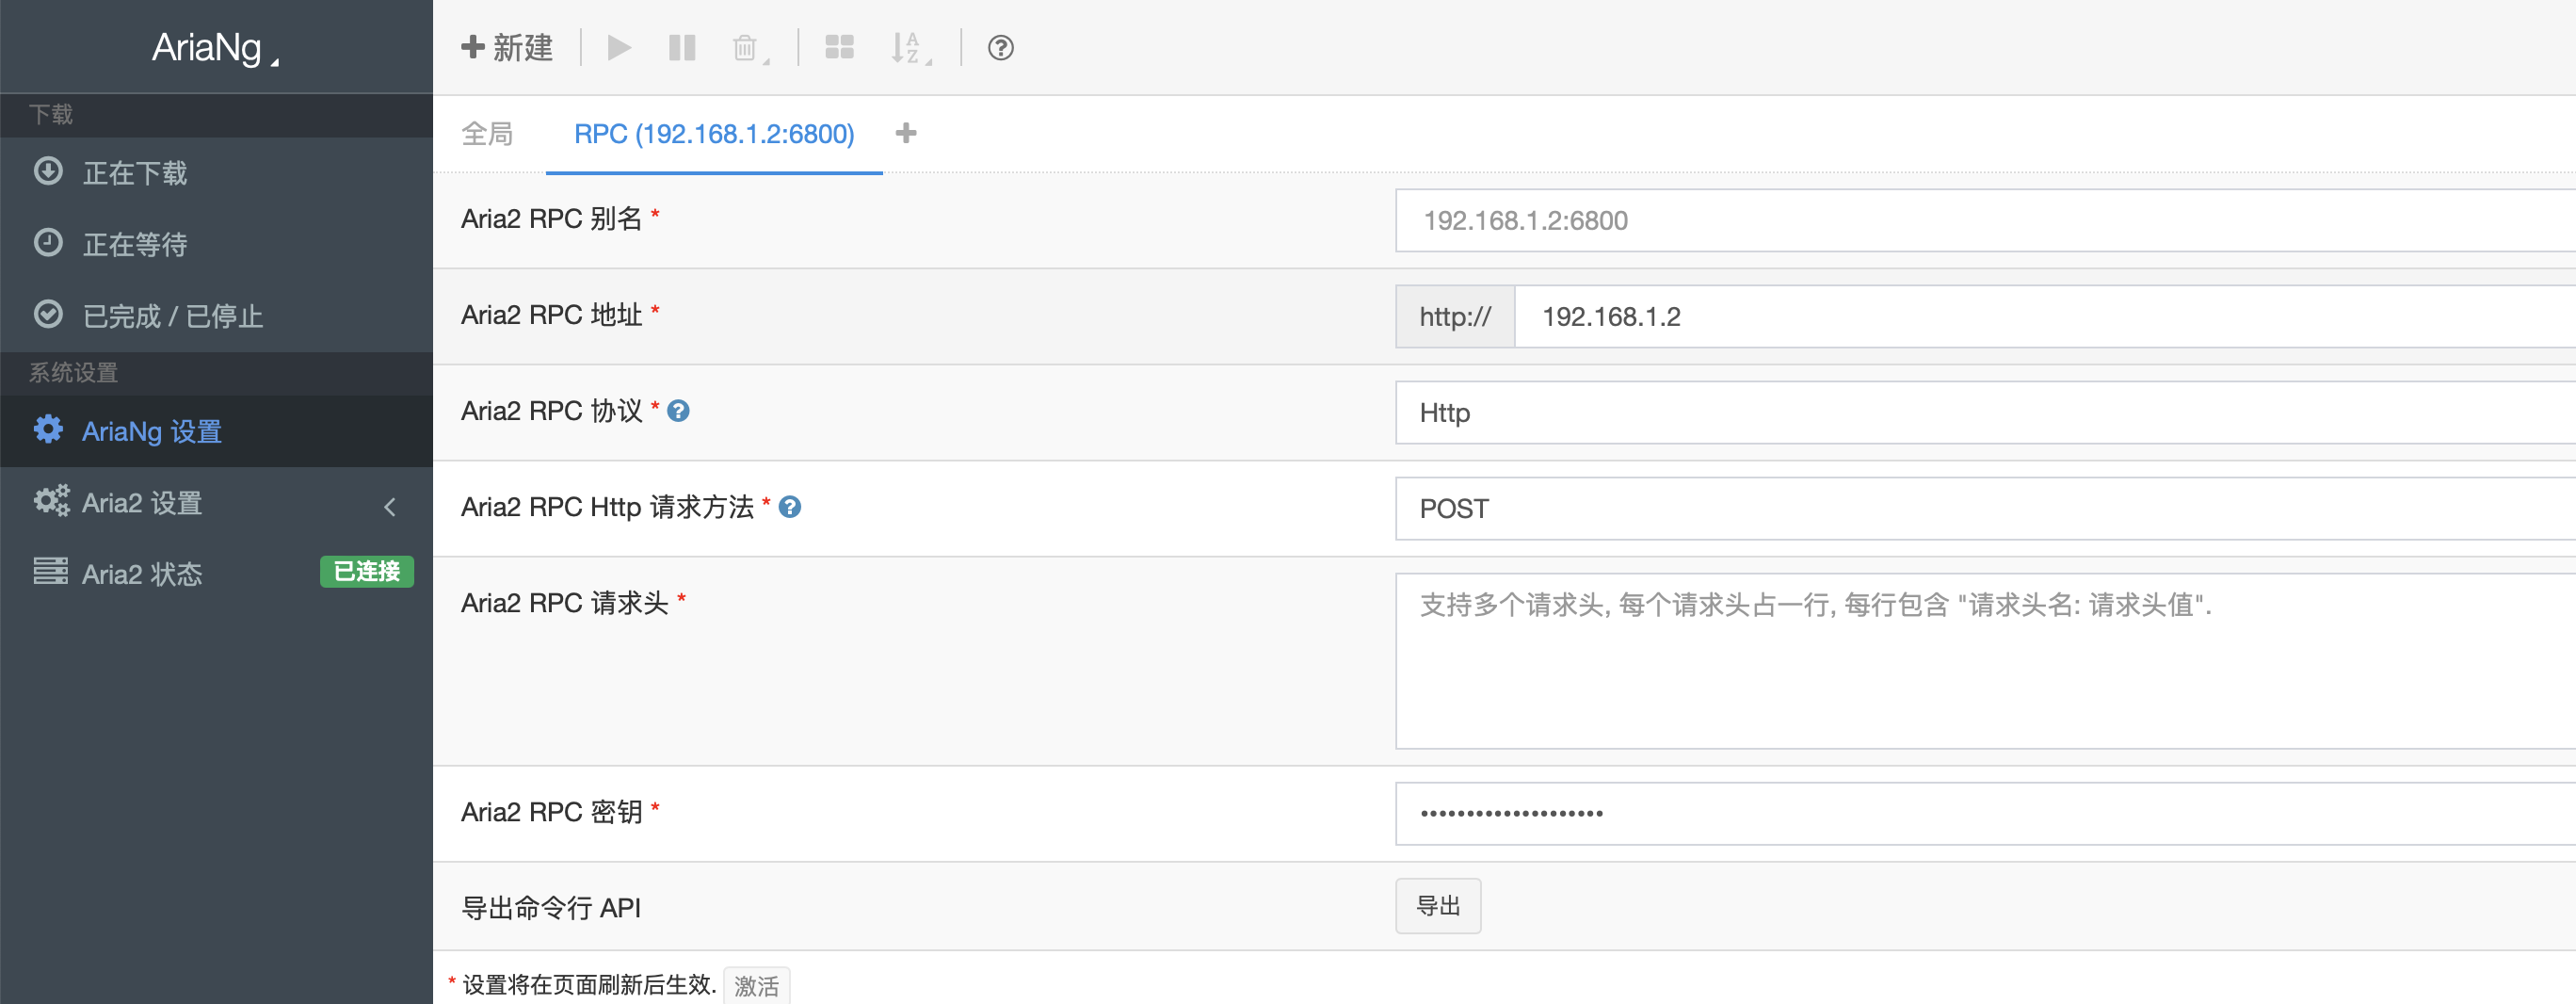 AriaNg
新建
下载
正在下载
正在等待
已完成 / 已停止
系统设置
AriaNg 设置
Aria2 设置
Aria2 状态 已连接
全局 RPC (192.168.1.2:6800)
Aria2 RPC 别名 * 192.168.1.2:6800
Aria2 RPC 地址 * http:// 192.168.1.2
Aria2 RPC 协议 * Http
Aria2 RPC Http 请求方法 * POST
Aria2 RPC 请求头 * 支持多个请求头, 每个请求头占一行, 每行包含 "请求头名: 请求头值".
Aria2 RPC 密钥 * ••••••••••••••••••••
导出命令行 API 导出
* 设置将在页面刷新后生效. 激活